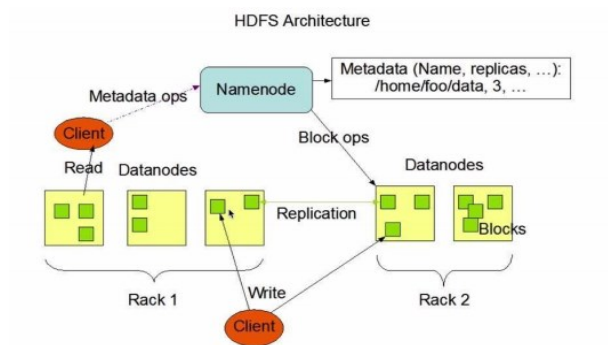 HDFS Architecture
Metadata (Name, replicas, ...):
/home/foo/data, 3, ...
Namenode
Metadata ops
Client
Block ops
Read
Datanodes
Datanodes
Replication
Blocks
Rack 1
Write
Rack 2
Client